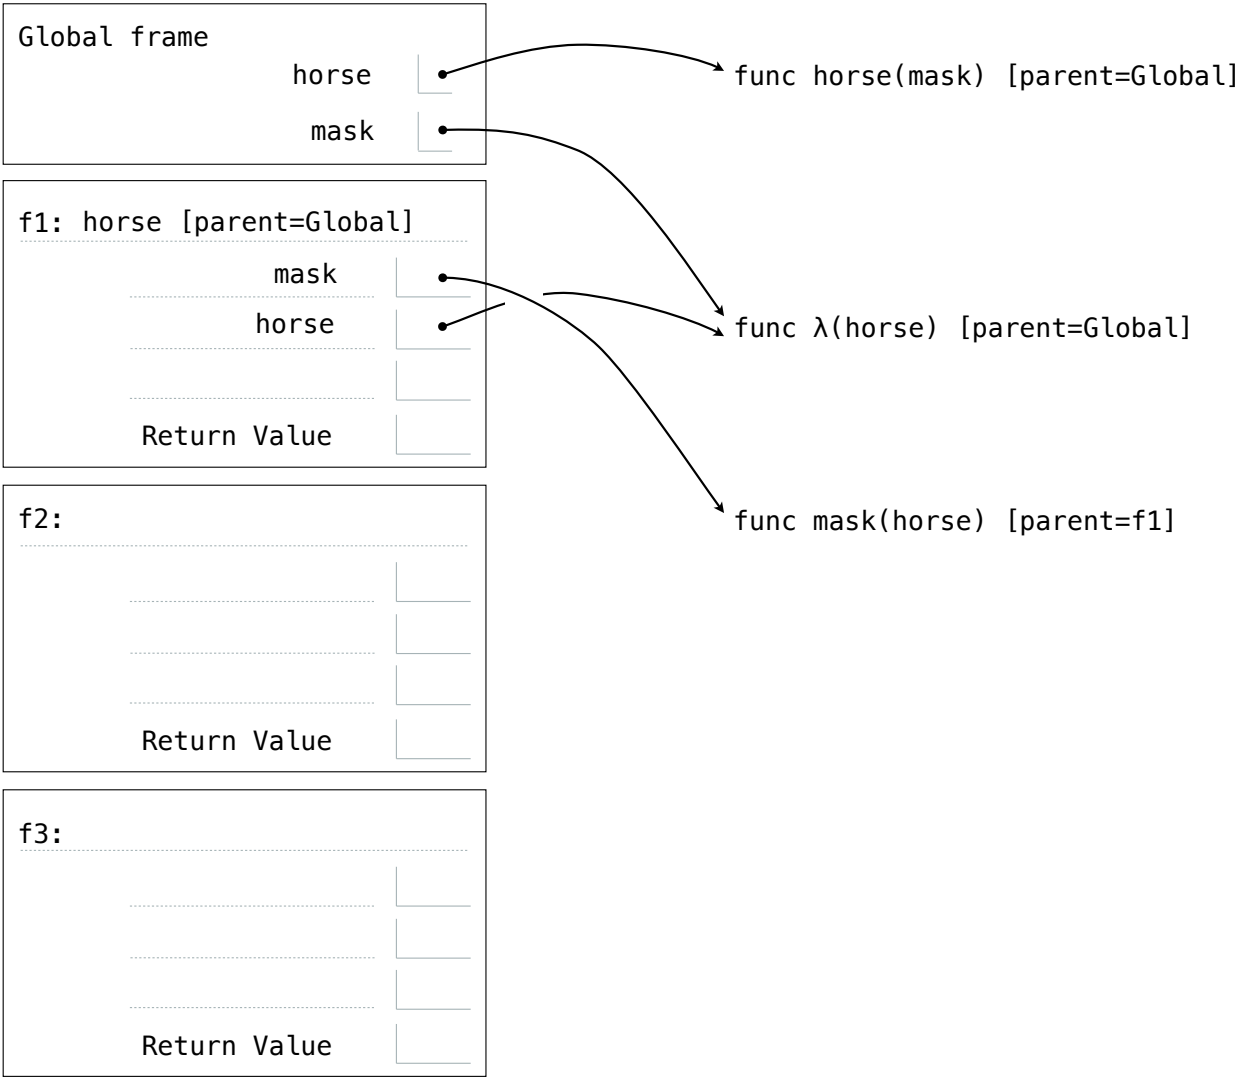 Global frame
horse
func horse(mask) [parent=Global]
mask
f1: horse [parent=Global]
mask
horse
func λ(horse) [parent=Global]
Return Value
f2:
func mask(horse) [parent=f1]
Return Value
f3:
Return Value